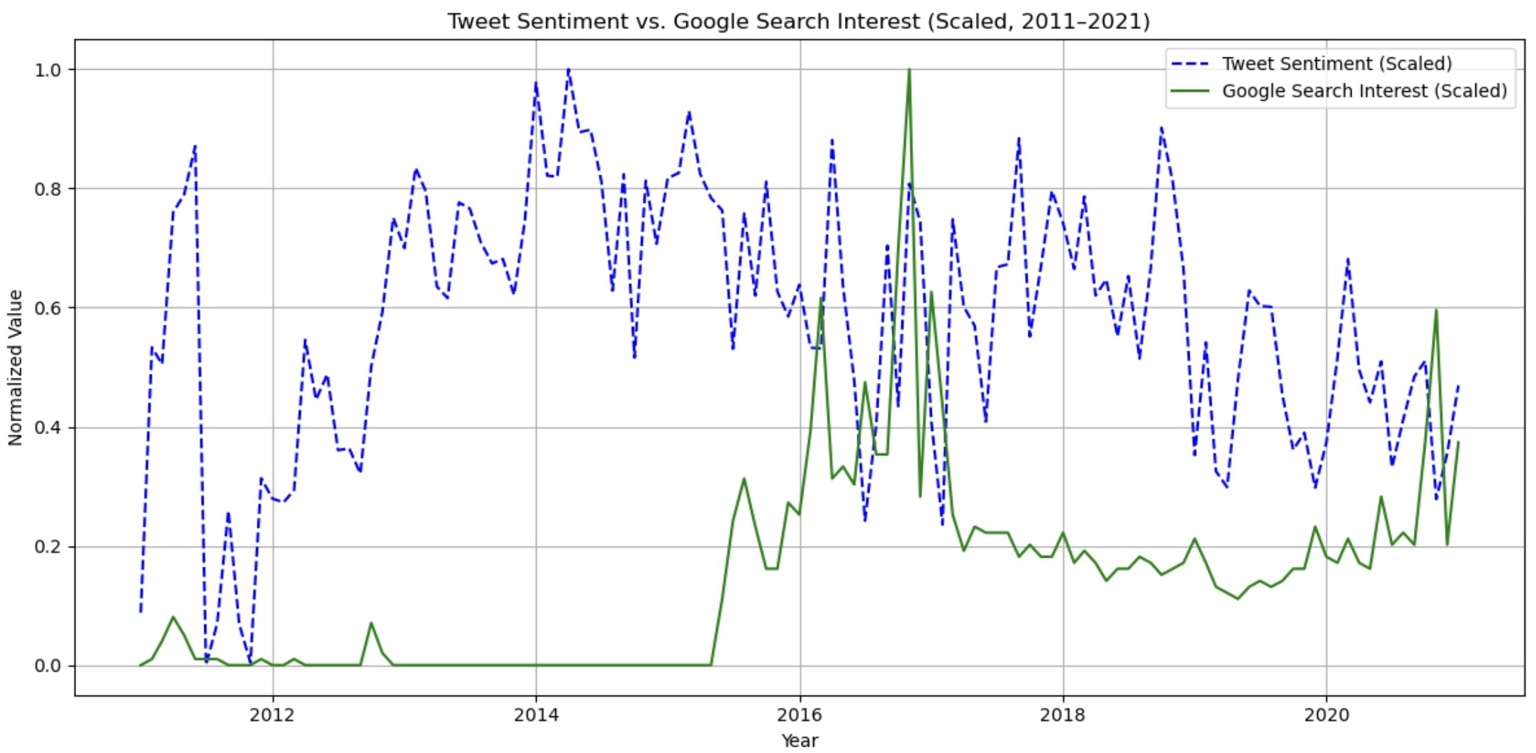 Tweet Sentiment vs. Google Search Interest (Scaled, 2011–2021)
Tweet Sentiment (Scaled)
Google Search Interest (Scaled)
Normalized Value
1.0
0.8
0.6
0.4
0.2
0.0
2012 2014 2016 2018 2020
Year